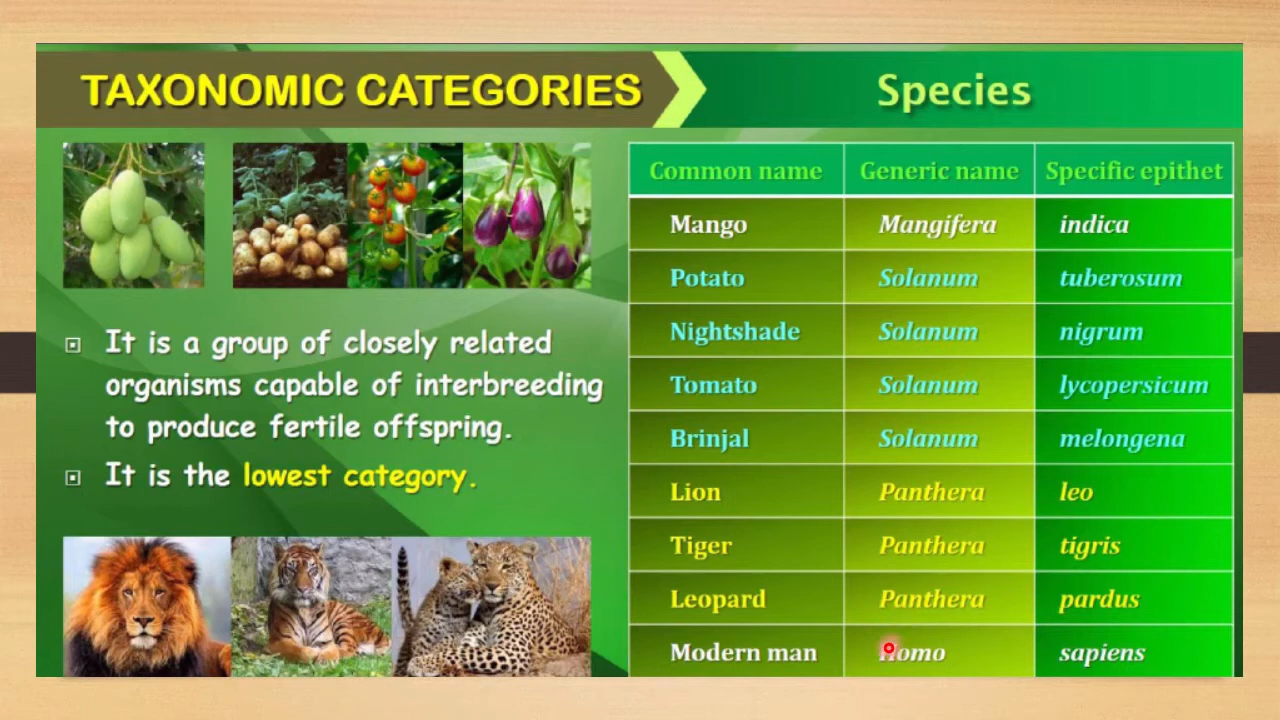 TAXONOMIC CATEGORIES
Species
It is a group of closely related
organisms capable of interbreeding
to produce fertile offspring.
It is the lowest category.
Common name Generic name Specific epithet
Mango Mangifera indica
Potato Solanum tuberosum
Nightshade Solanum nigrum
Tomato Solanum lycopersicum
Brinjal Solanum melongena
Lion Panthera leo
Tiger Panthera tigris
Leopard Panthera pardus
Modern man Homo sapiens